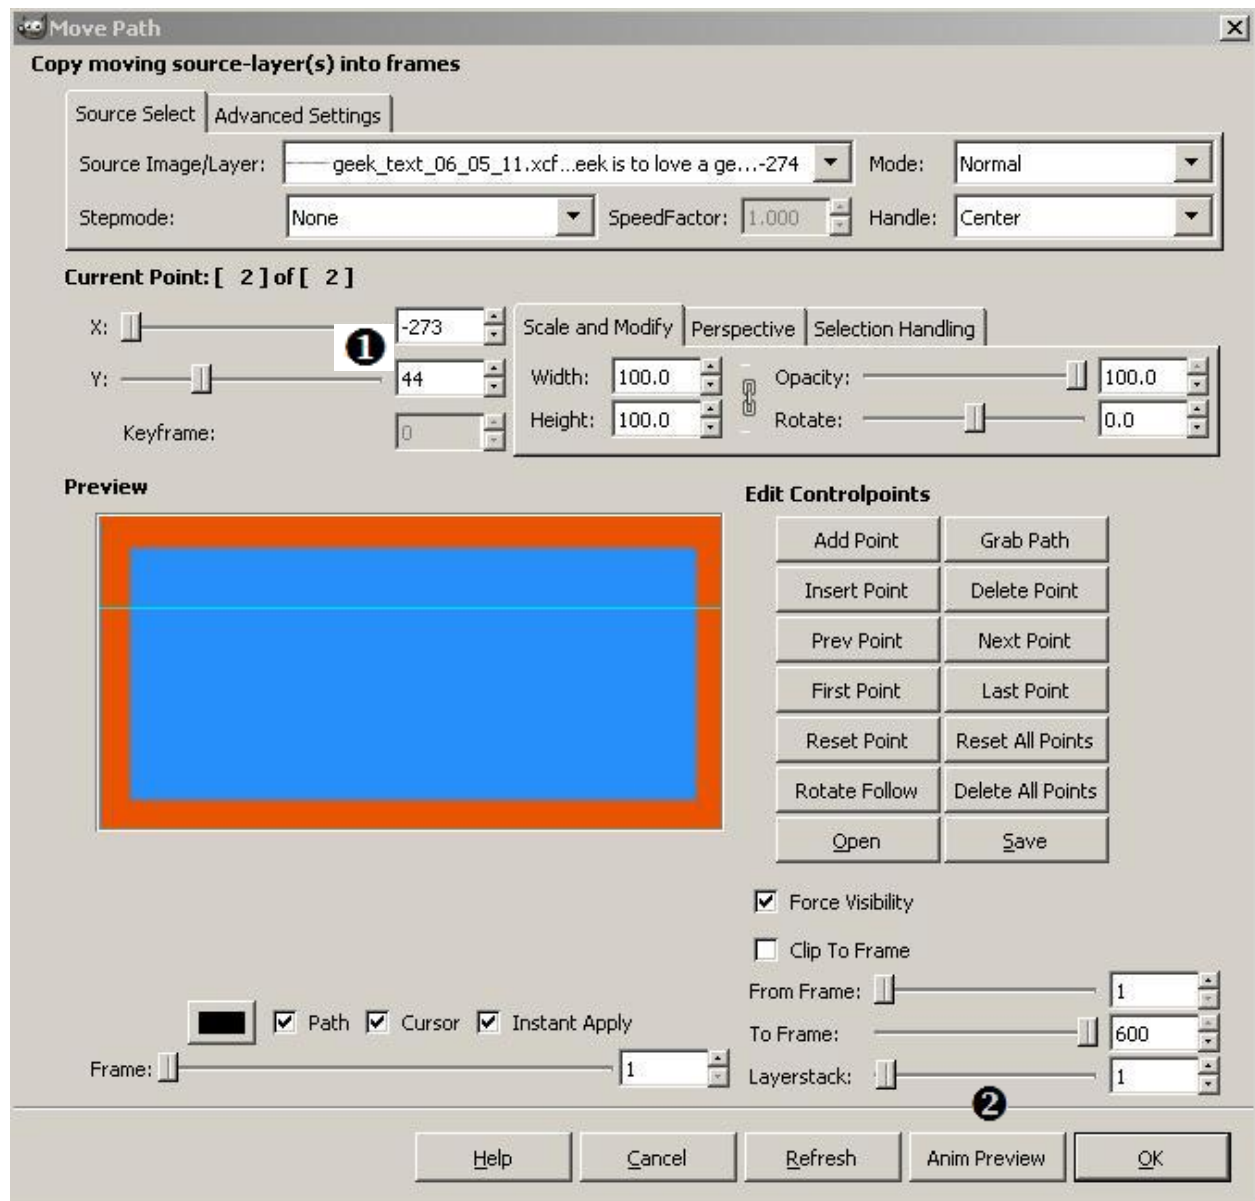 Move Path
Copy moving source-layer(s) into frames
Source Select Advanced Settings
Source Image/Layer: geek_text_06_05_11.xcf...eek is to love a ge...-274 Mode: Normal
Stepmode: None SpeedFactor: 1.000 Handle: Center
Current Point: [ 2 ] of [ 2 ]
X: -273 Scale and Modify Perspective Selection Handling
1
Y: 44 Width: 100.0 Opacity: 100.0
Keyframe: 0 Height: 100.0 Rotate: 0.0
Preview
Edit Controlpoints
Add Point Grab Path
Insert Point Delete Point
Prev Point Next Point
First Point Last Point
Reset Point Reset All Points
Rotate Follow Delete All Points
Open Save
Force Visibility
Clip To Frame
From Frame: 1
Path Cursor Instant Apply To Frame: 600
Frame: 1 Layerstack: 1
2
Help Cancel Refresh Anim Preview OK